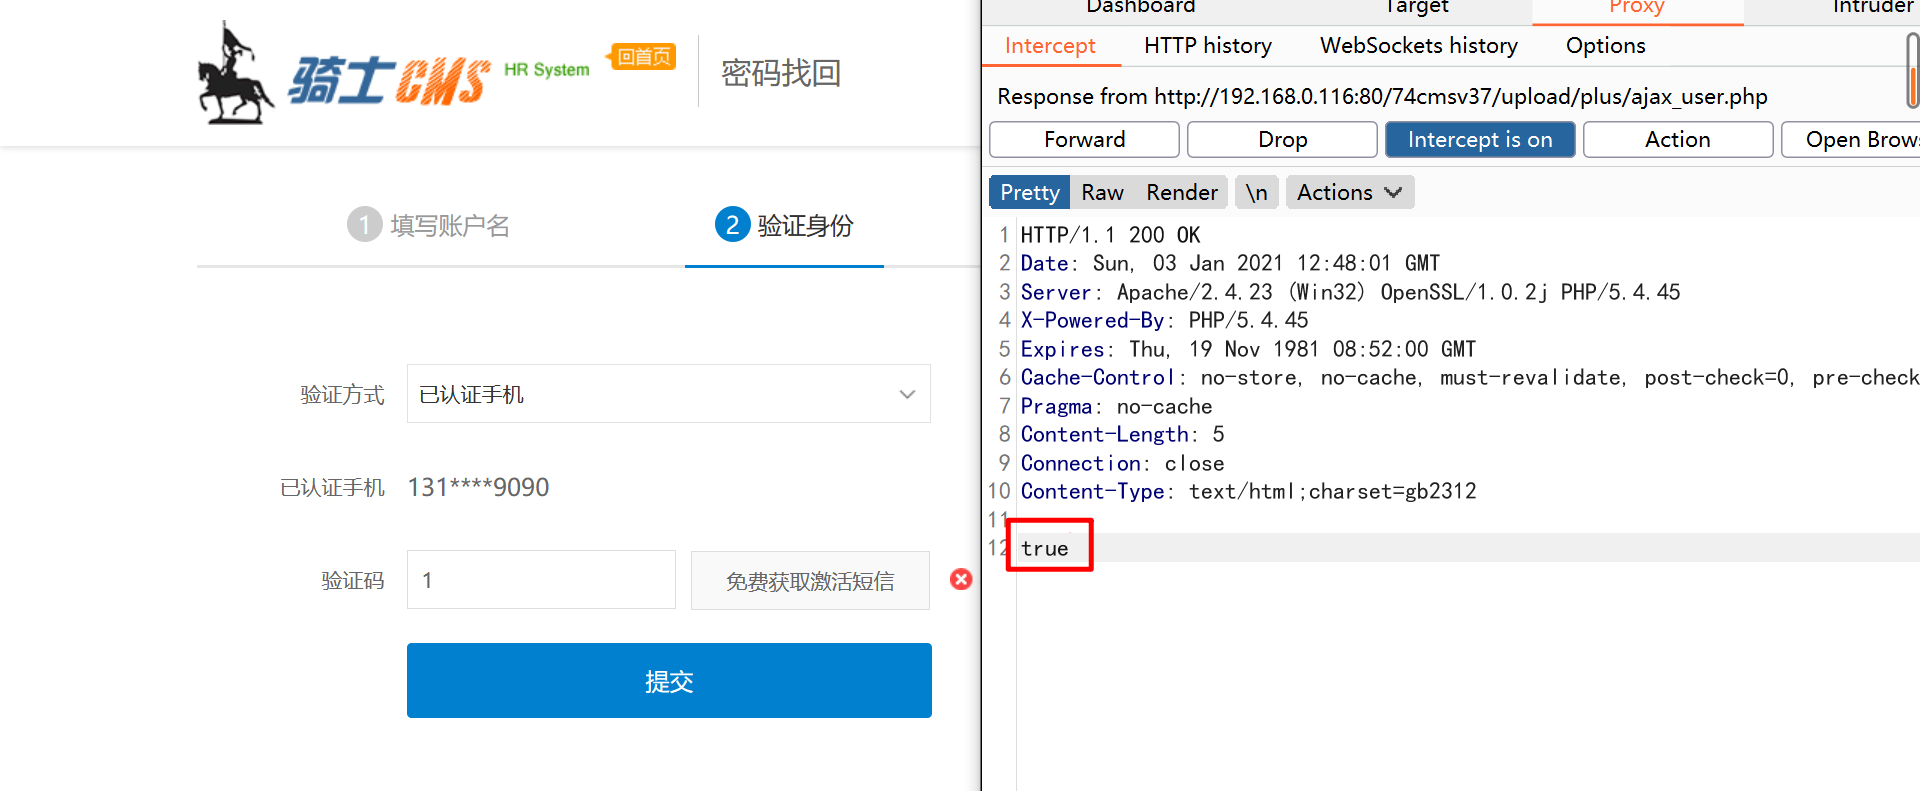 骑士CMS HR System 回首页 密码找回
1 填写账户名 2 验证身份
验证方式 已认证手机
已认证手机 131****9090
验证码 1 免费获取激活短信
提交
Dashboard Target Proxy Intruder
Intercept HTTP history WebSockets history Options
Response from http://192.168.0.116:80/74cmsv37/upload/plus/ajax_user.php
Forward Drop Intercept is on Action Open Brows
Pretty Raw Render \n Actions
1 HTTP/1.1 200 OK
2 Date: Sun, 03 Jan 2021 12:48:01 GMT
3 Server: Apache/2.4.23 (Win32) OpenSSL/1.0.2j PHP/5.4.45
4 X-Powered-By: PHP/5.4.45
5 Expires: Thu, 19 Nov 1981 08:52:00 GMT
6 Cache-Control: no-store, no-cache, must-revalidate, post-check=0, pre-check
7 Pragma: no-cache
8 Content-Length: 5
9 Connection: close
10 Content-Type: text/html;charset=gb2312
11
12 true